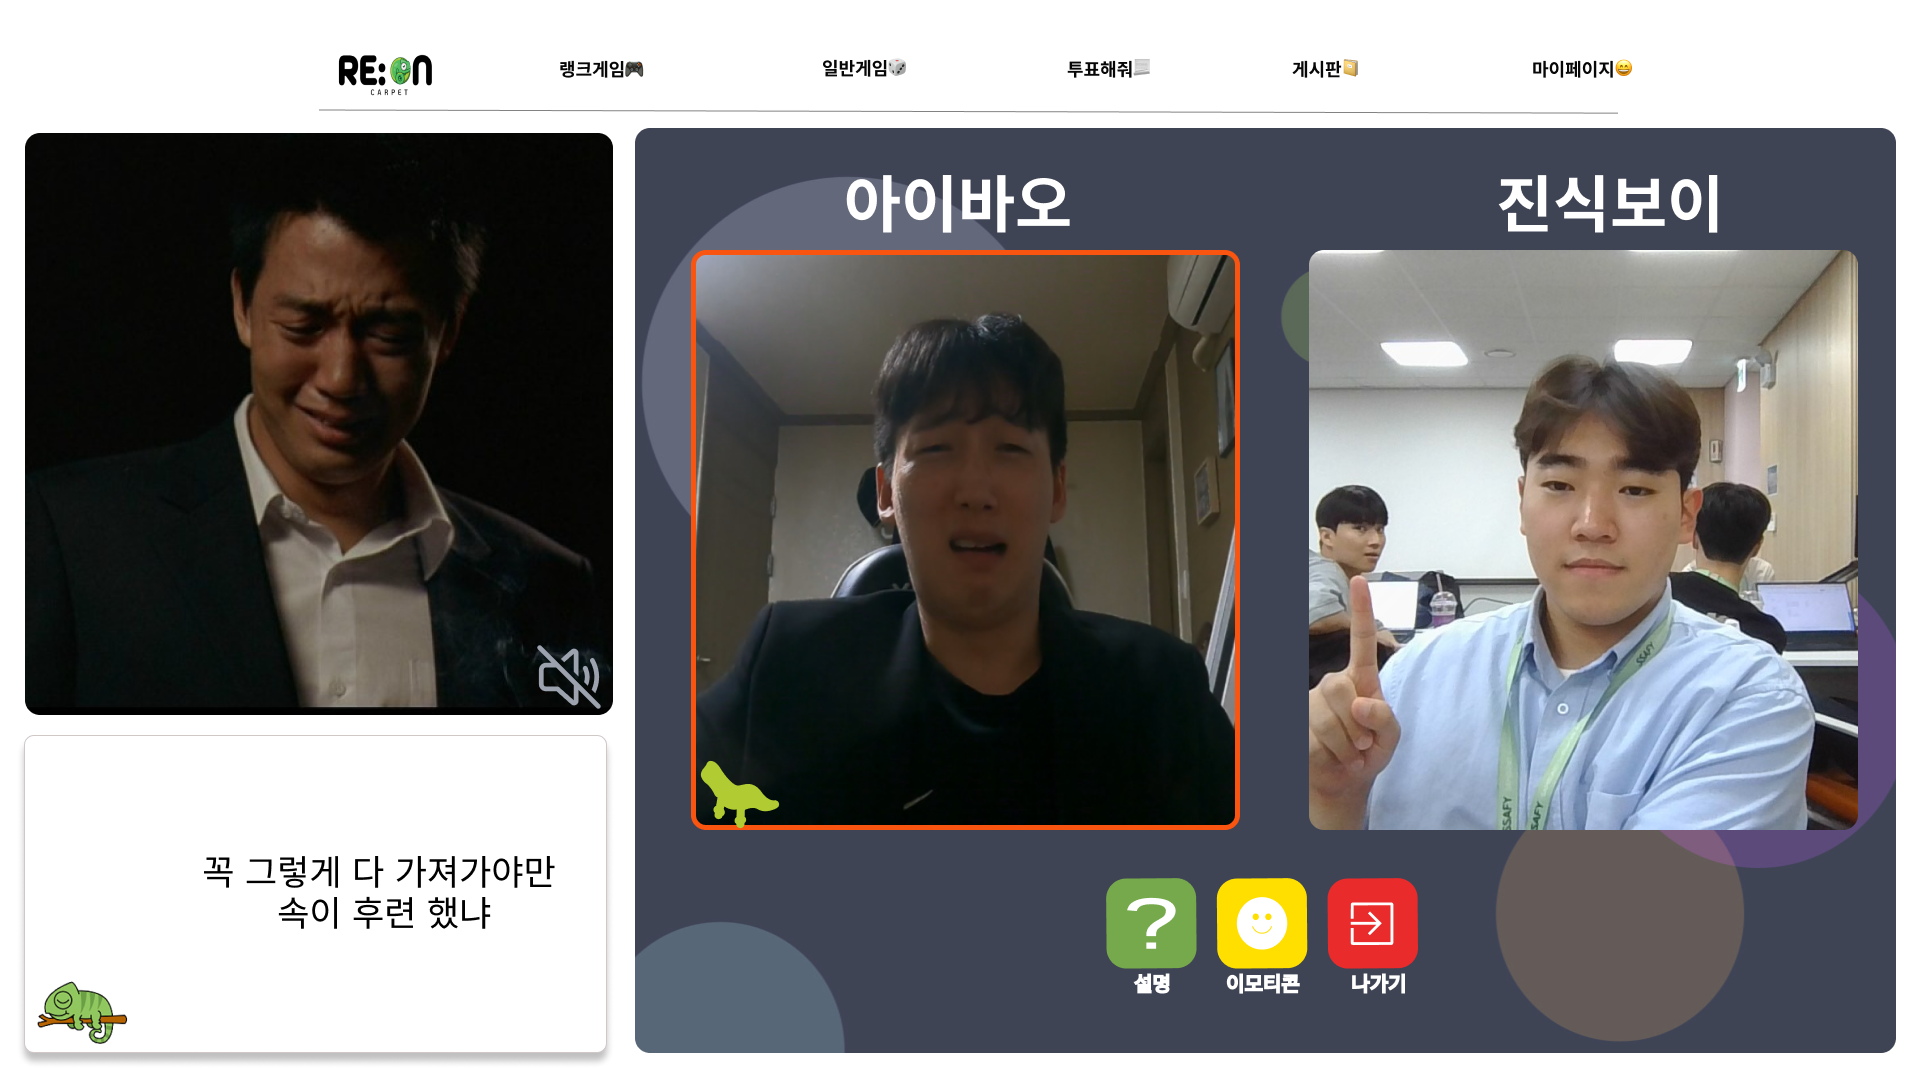 RE:ON
CARPET
랭크게임🎮
일반게임🎲
투표해줘
게시판
마이페이지😄
아이바오
진식보이
SSAFY
SSAFY
SSAFY
꼭 그렇게 다 가져가야만
속이 후련 했냐
?
설명
이모티콘
나가기